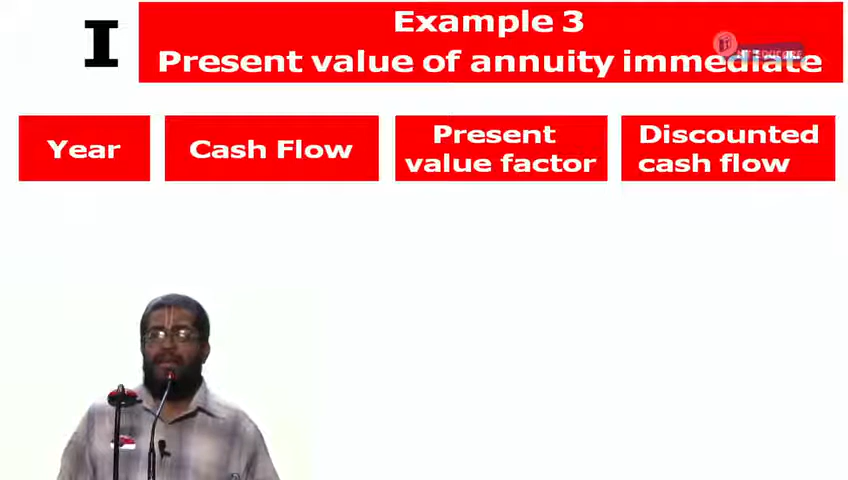 I
Example 3
Present value of annuity immediate
Year
Cash Flow
Present
value factor
Discounted
cash flow